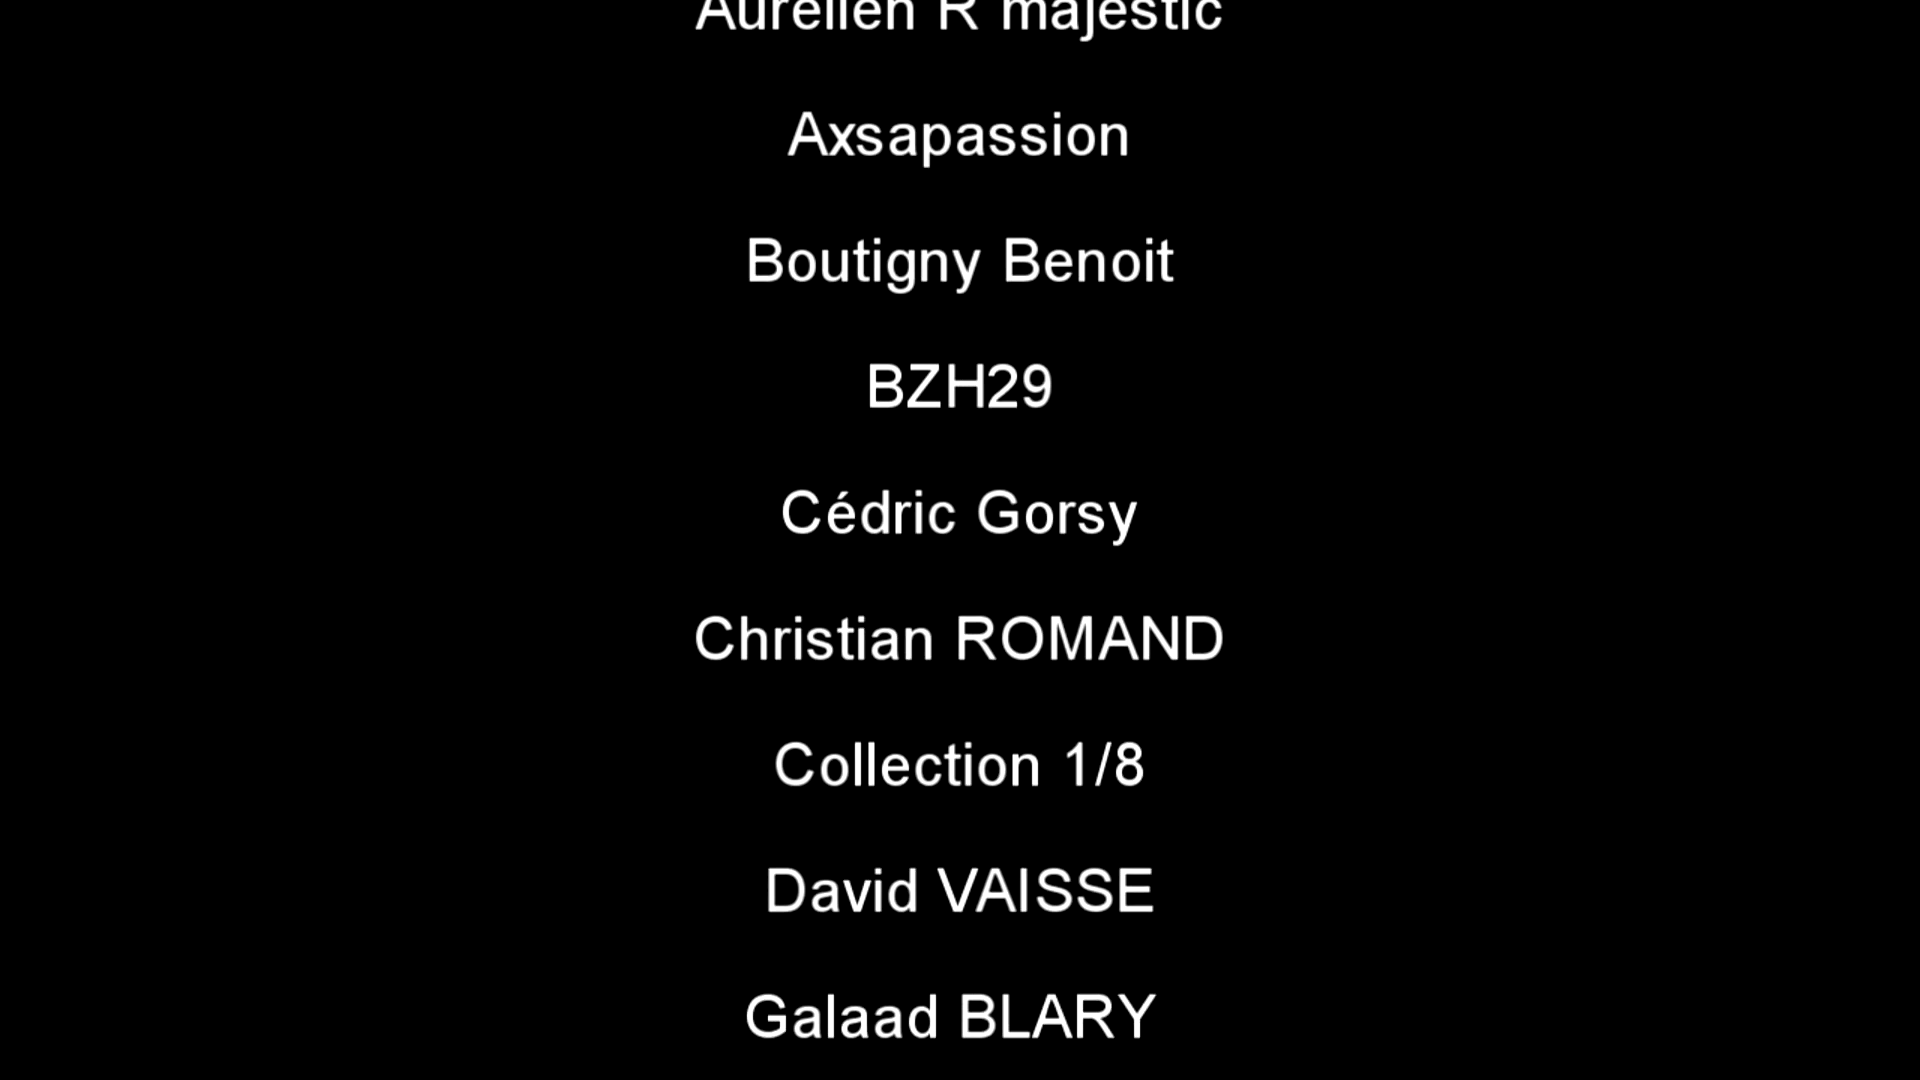 Aurelien R majestic
Axsapassion
Boutigny Benoit
BZH29
Cédric Gorsy
Christian ROMAND
Collection 1/8
David VAISSE
Galaad BLARY